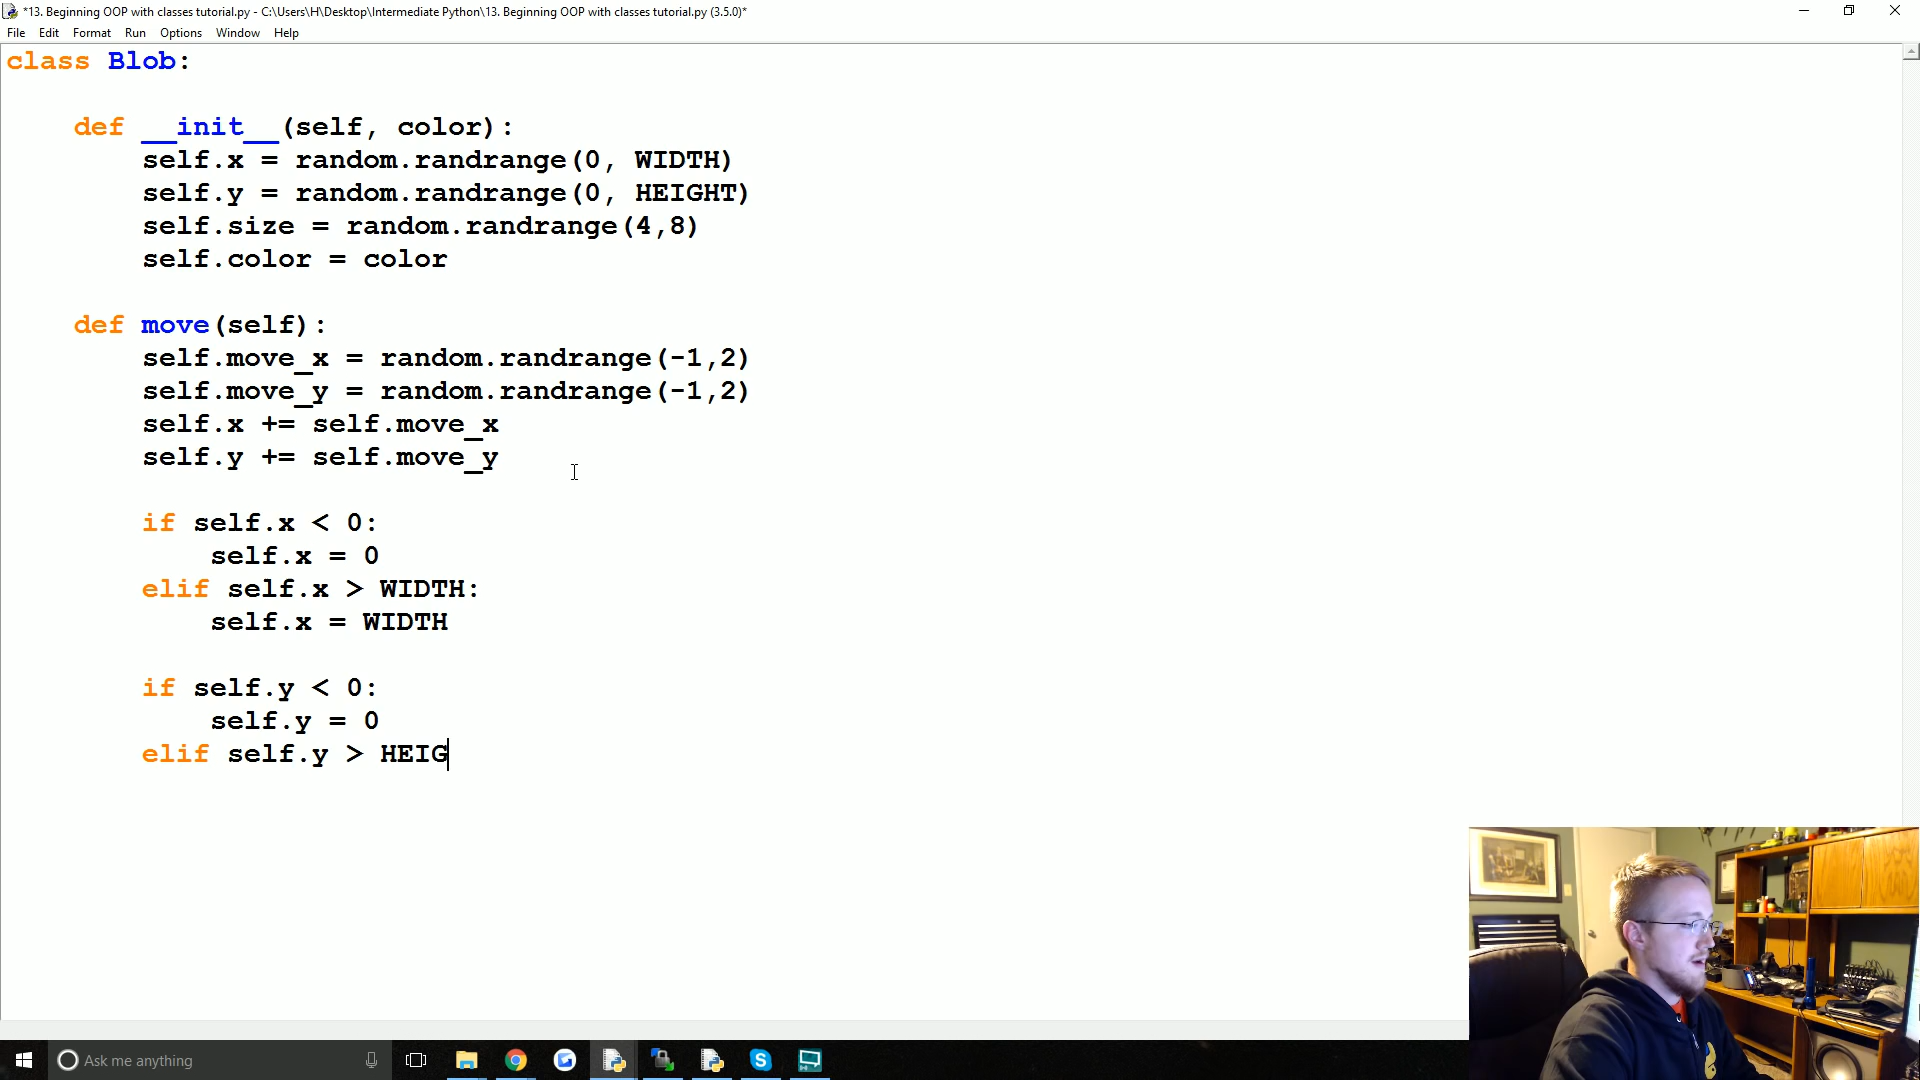 *13. Beginning OOP with classes tutorial.py - C:\Users\H\Desktop\Intermediate Python\13. Beginning OOP with classes tutorial.py (3.5.0)*
File Edit Format Run Options Window Help
class Blob:
def __init__(self, color):
self.x = random.randrange(0, WIDTH)
self.y = random.randrange(0, HEIGHT)
self.size = random.randrange(4,8)
self.color = color
def move(self):
self.move_x = random.randrange(-1,2)
self.move_y = random.randrange(-1,2)
self.x += self.move_x
self.y += self.move_y
if self.x < 0:
self.x = 0
elif self.x > WIDTH:
self.x = WIDTH
if self.y < 0:
self.y = 0
elif self.y > HEIG
Ask me anything